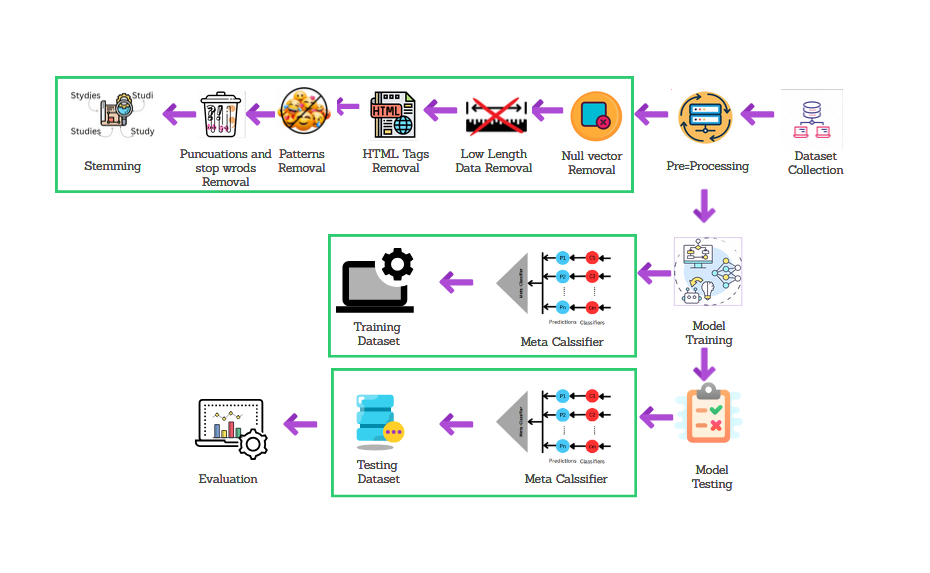 Stydies
Studi
Studies
Study
Stemming
Puncuations and
stop wrods
Removal
Patterns
Removal
HTML
HTML Tags
Removal
Low Length
Data Removal
Null vector
Removal
Pre=Processing
Dataset
Collection
Training
Dataset
Meta Classifier
P1
C1
P2
C2
Pn
Cm
Predictions
Classifiers
Meta Calssifier
Model
Training
Evaluation
Testing
Dataset
Meta Classifier
P1
C1
P2
C2
Pn
Cm
Predictions
Classifiers
Meta Calssifier
Model
Testing